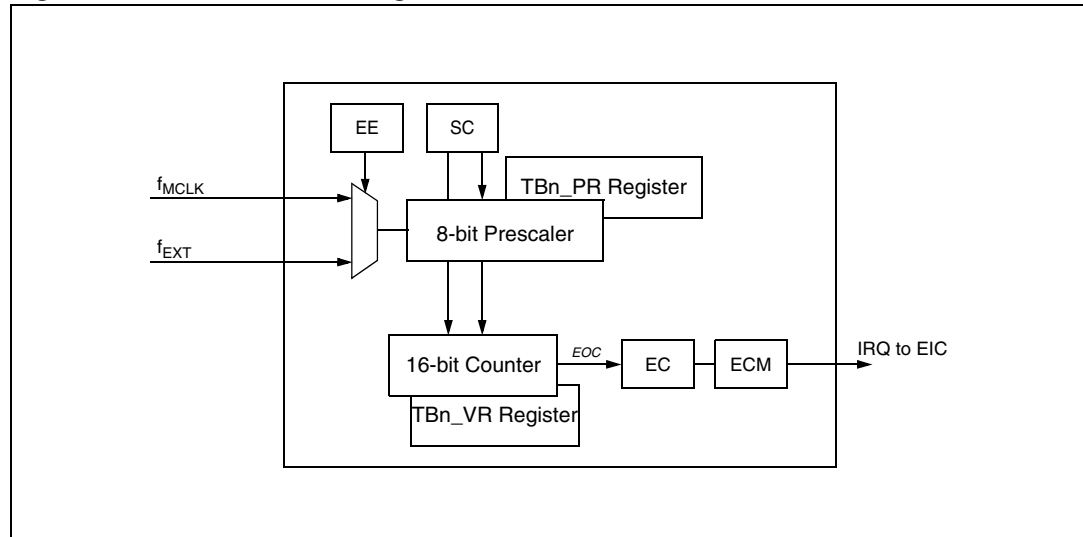 EE
SC
fMCLK
TBn_PR Register
8-bit Prescaler
fEXT
16-bit Counter
EOC
EC
ECM
IRQ to EIC
TBn_VR Register